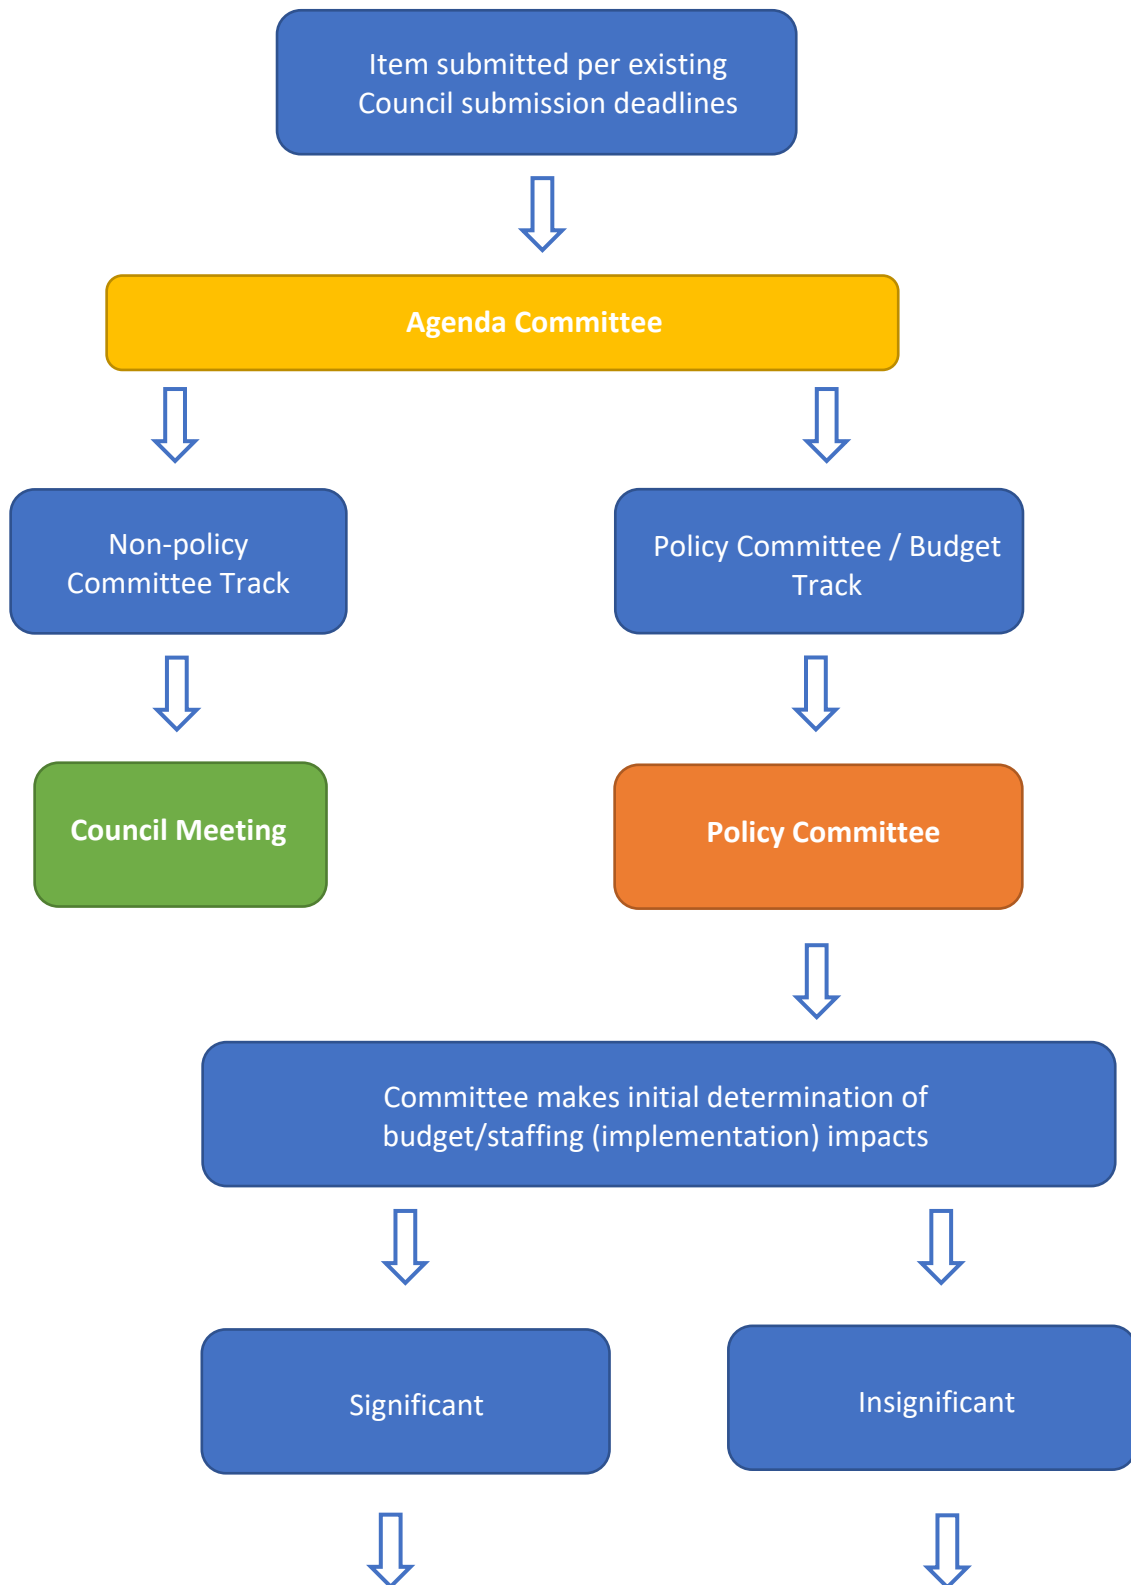 Item submitted per existing
Council submission deadlines
Agenda Committee
Non-policy
Committee Track
Policy Committee / Budget
Track
Council Meeting
Policy Committee
Committee makes initial determination of
budget/staffing (implementation) impacts
Significant
Insignificant